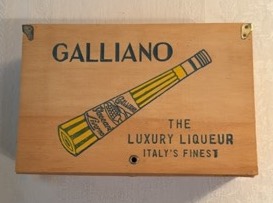 GALLIANO
THE
LUXURY LIQUEUR
ITALY'S FINEST